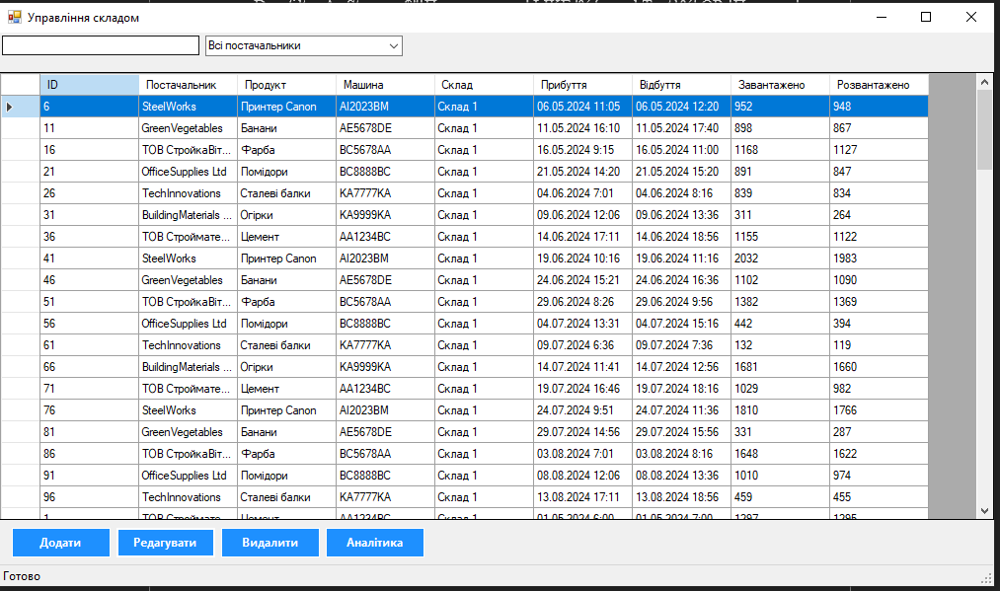 Управління складом
Всі постачальники
ID Постачальник Продукт Машина Склад Прибуття Відбуття Завантажено Розвантажено
6 SteelWorks Принтер Canon AI2023BM Склад 1 06.05.2024 11:05 06.05.2024 12:20 952 948
11 GreenVegetables Банани AE5678DE Склад 1 11.05.2024 16:10 11.05.2024 17:40 898 867
16 ТОВ СтройкаВіт... Фарба BC5678AA Склад 1 16.05.2024 9:15 16.05.2024 11:00 1168 1127
21 OfficeSupplies Ltd Помідори BC8888BC Склад 1 21.05.2024 14:20 21.05.2024 15:20 891 847
26 TechInnovations Сталеві балки KA7777KA Склад 1 04.06.2024 7:01 04.06.2024 8:16 839 834
31 BuildingMaterials ... Огірки KA9999KA Склад 1 09.06.2024 12:06 09.06.2024 13:36 311 264
36 ТОВ Строймате... Цемент AA1234BC Склад 1 14.06.2024 17:11 14.06.2024 18:56 1155 1122
41 SteelWorks Принтер Canon AI2023BM Склад 1 19.06.2024 10:16 19.06.2024 11:16 2032 1983
46 GreenVegetables Банани AE5678DE Склад 1 24.06.2024 15:21 24.06.2024 16:36 1102 1090
51 ТОВ СтройкаВіт... Фарба BC5678AA Склад 1 29.06.2024 8:26 29.06.2024 9:56 1382 1369
56 OfficeSupplies Ltd Помідори BC8888BC Склад 1 04.07.2024 13:31 04.07.2024 15:16 442 394
61 TechInnovations Сталеві балки KA7777KA Склад 1 09.07.2024 6:36 09.07.2024 7:36 132 119
66 BuildingMaterials ... Огірки KA9999KA Склад 1 14.07.2024 11:41 14.07.2024 12:56 1681 1660
71 ТОВ Строймате... Цемент AA1234BC Склад 1 19.07.2024 16:46 19.07.2024 18:16 1029 982
76 SteelWorks Принтер Canon AI2023BM Склад 1 24.07.2024 9:51 24.07.2024 11:36 1810 1766
81 GreenVegetables Банани AE5678DE Склад 1 29.07.2024 14:56 29.07.2024 15:56 331 287
86 ТОВ СтройкаВіт... Фарба BC5678AA Склад 1 03.08.2024 7:01 03.08.2024 8:16 1648 1622
91 OfficeSupplies Ltd Помідори BC8888BC Склад 1 08.08.2024 12:06 08.08.2024 13:36 1010 974
96 TechInnovations Сталеві балки KA7777KA Склад 1 13.08.2024 17:11 13.08.2024 18:56 459 455
1 ТОВ Строймате... Цемент AA1234BC Склад 1 01.05.2024 6:00 01.05.2024 7:00 1297 1295
Додати Редагувати Видалити Аналітика
Готово